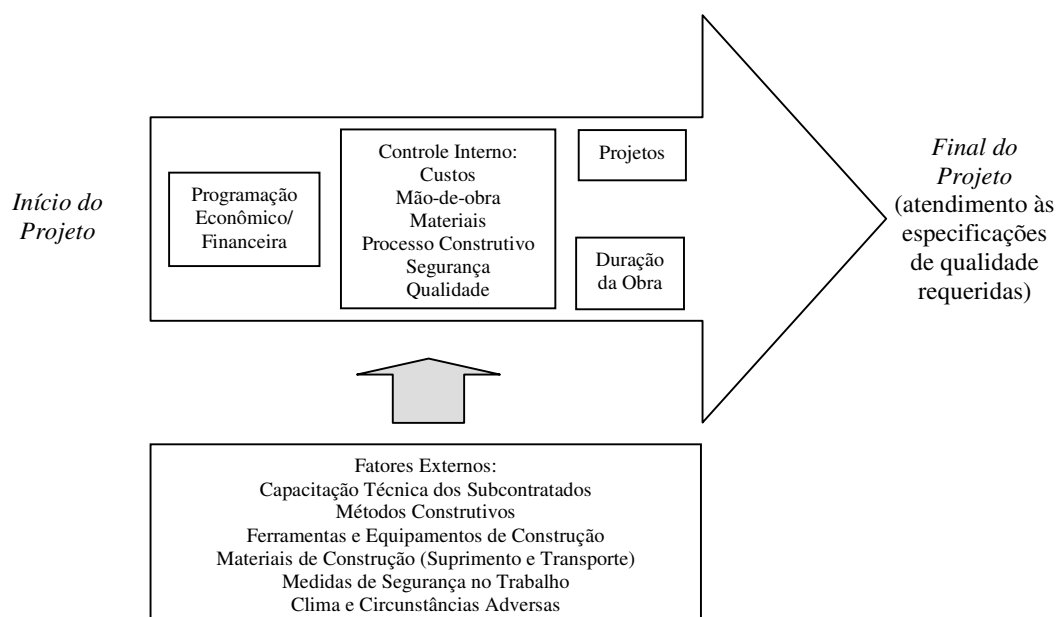 Início do
Projeto
Programação
Econômico/
Financeira
Controle Interno:
Custos
Mão-de-obra
Materiais
Processo Construtivo
Segurança
Qualidade
Projetos
Duração
da Obra
Final do
Projeto
(atendimento às
especificações
de qualidade
requeridas)
Fatores Externos:
Capacitação Técnica dos Subcontratados
Métodos Construtivos
Ferramentas e Equipamentos de Construção
Materiais de Construção (Suprimento e Transporte)
Medidas de Segurança no Trabalho
Clima e Circunstâncias Adversas